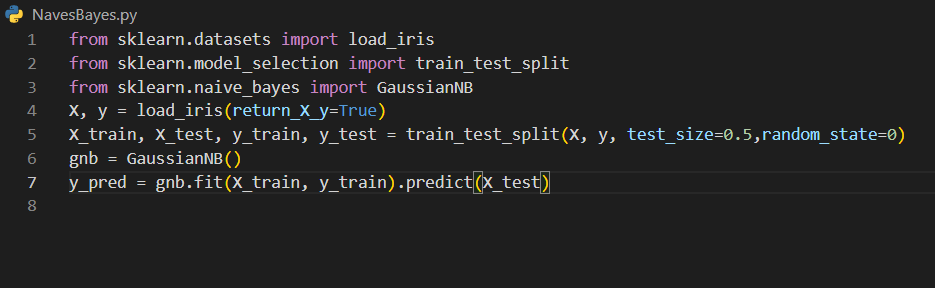 NavesBayes.py
1 from sklearn.datasets import load_iris
2 from sklearn.model_selection import train_test_split
3 from sklearn.naive_bayes import GaussianNB
4 X, y = load_iris(return_X_y=True)
5 X_train, X_test, y_train, y_test = train_test_split(X, y, test_size=0.5,random_state=0)
6 gnb = GaussianNB()
7 y_pred = gnb.fit(X_train, y_train).predict(X_test)
8